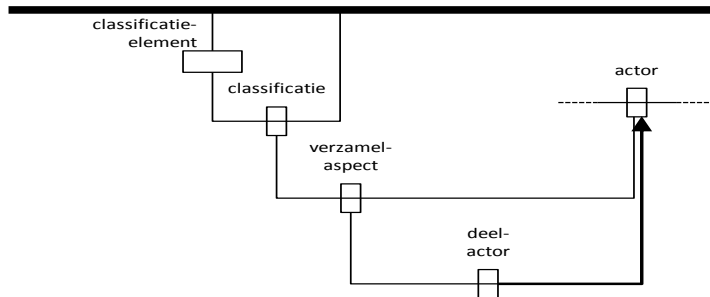 classificatie-
element
classificatie
actor
verzamel-
aspect
deel-
actor